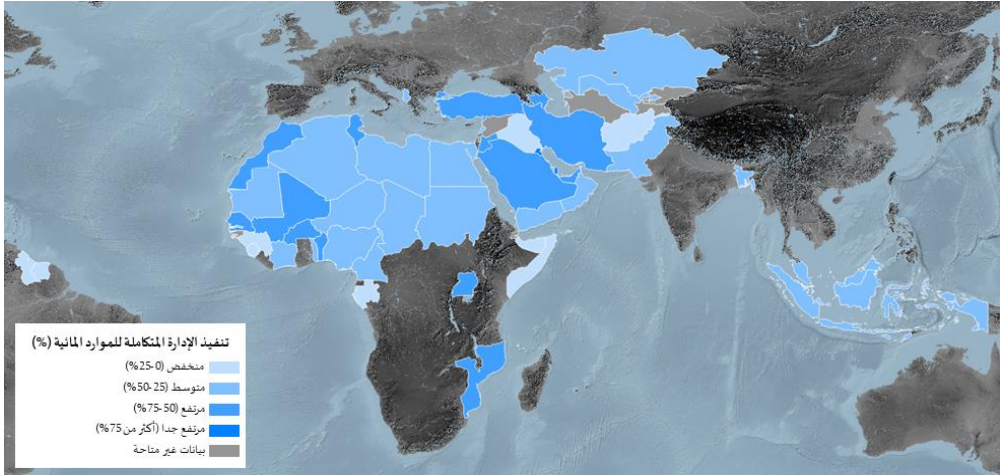 تنفيذ الإدارة المتكاملة للموارد المائية (%)
منخفض (0-25%)
متوسط (25-50%)
مرتفع (50-75%)
مرتفع جدا (أكثر من 75%)
بيانات غير متاحة